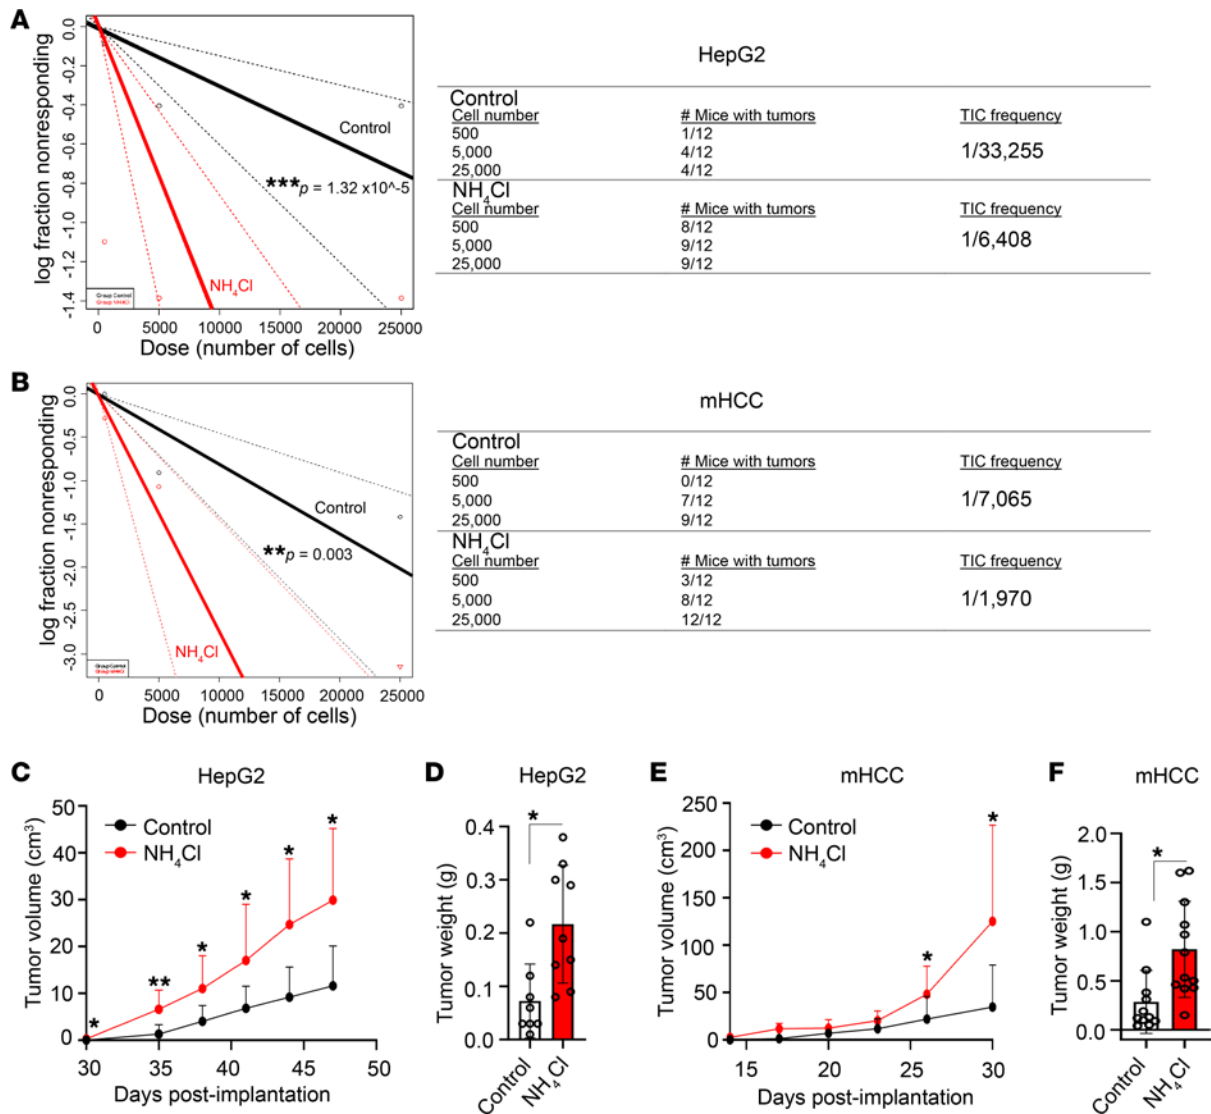 A
log fraction nonresponding
0.0
-0.2
-0.4
-0.6
-0.8
-1.0
-1.2
-1.4
Control
***p = 1.32 x10^-5
NH4Cl
Group Control
Group NH4Cl
0 5000 10000 15000 20000 25000
Dose (number of cells)
HepG2
Control
Cell number # Mice with tumors TIC frequency
500 1/12
5,000 4/12 1/33,255
25,000 4/12
NH4Cl
Cell number # Mice with tumors TIC frequency
500 8/12
5,000 9/12 1/6,408
25,000 9/12
B
log fraction nonresponding
0.0
-0.5
-1.0
-1.5
-2.0
-2.5
-3.0
Control
**p = 0.003
NH4Cl
Group Control
Group NH4Cl
0 5000 10000 15000 20000 25000
Dose (number of cells)
mHCC
Control
Cell number # Mice with tumors TIC frequency
500 0/12
5,000 7/12 1/7,065
25,000 9/12
NH4Cl
Cell number # Mice with tumors TIC frequency
500 3/12
5,000 8/12 1/1,970
25,000 12/12
C HepG2
Tumor volume (cm³)
50
40
30
20
10
0
Control
NH4Cl
* ** * * * *
30 35 40 45 50
Days post-implantation
D HepG2
Tumor weight (g)
0.4
0.3
0.2
0.1
0.0
*
Control
NH4Cl
E mHCC
Tumor volume (cm³)
250
200
150
100
50
0
Control
NH4Cl
* *
15 20 25 30
Days post-implantation
F mHCC
Tumor weight (g)
2.0
1.5
1.0
0.5
0.0
*
Control
NH4Cl